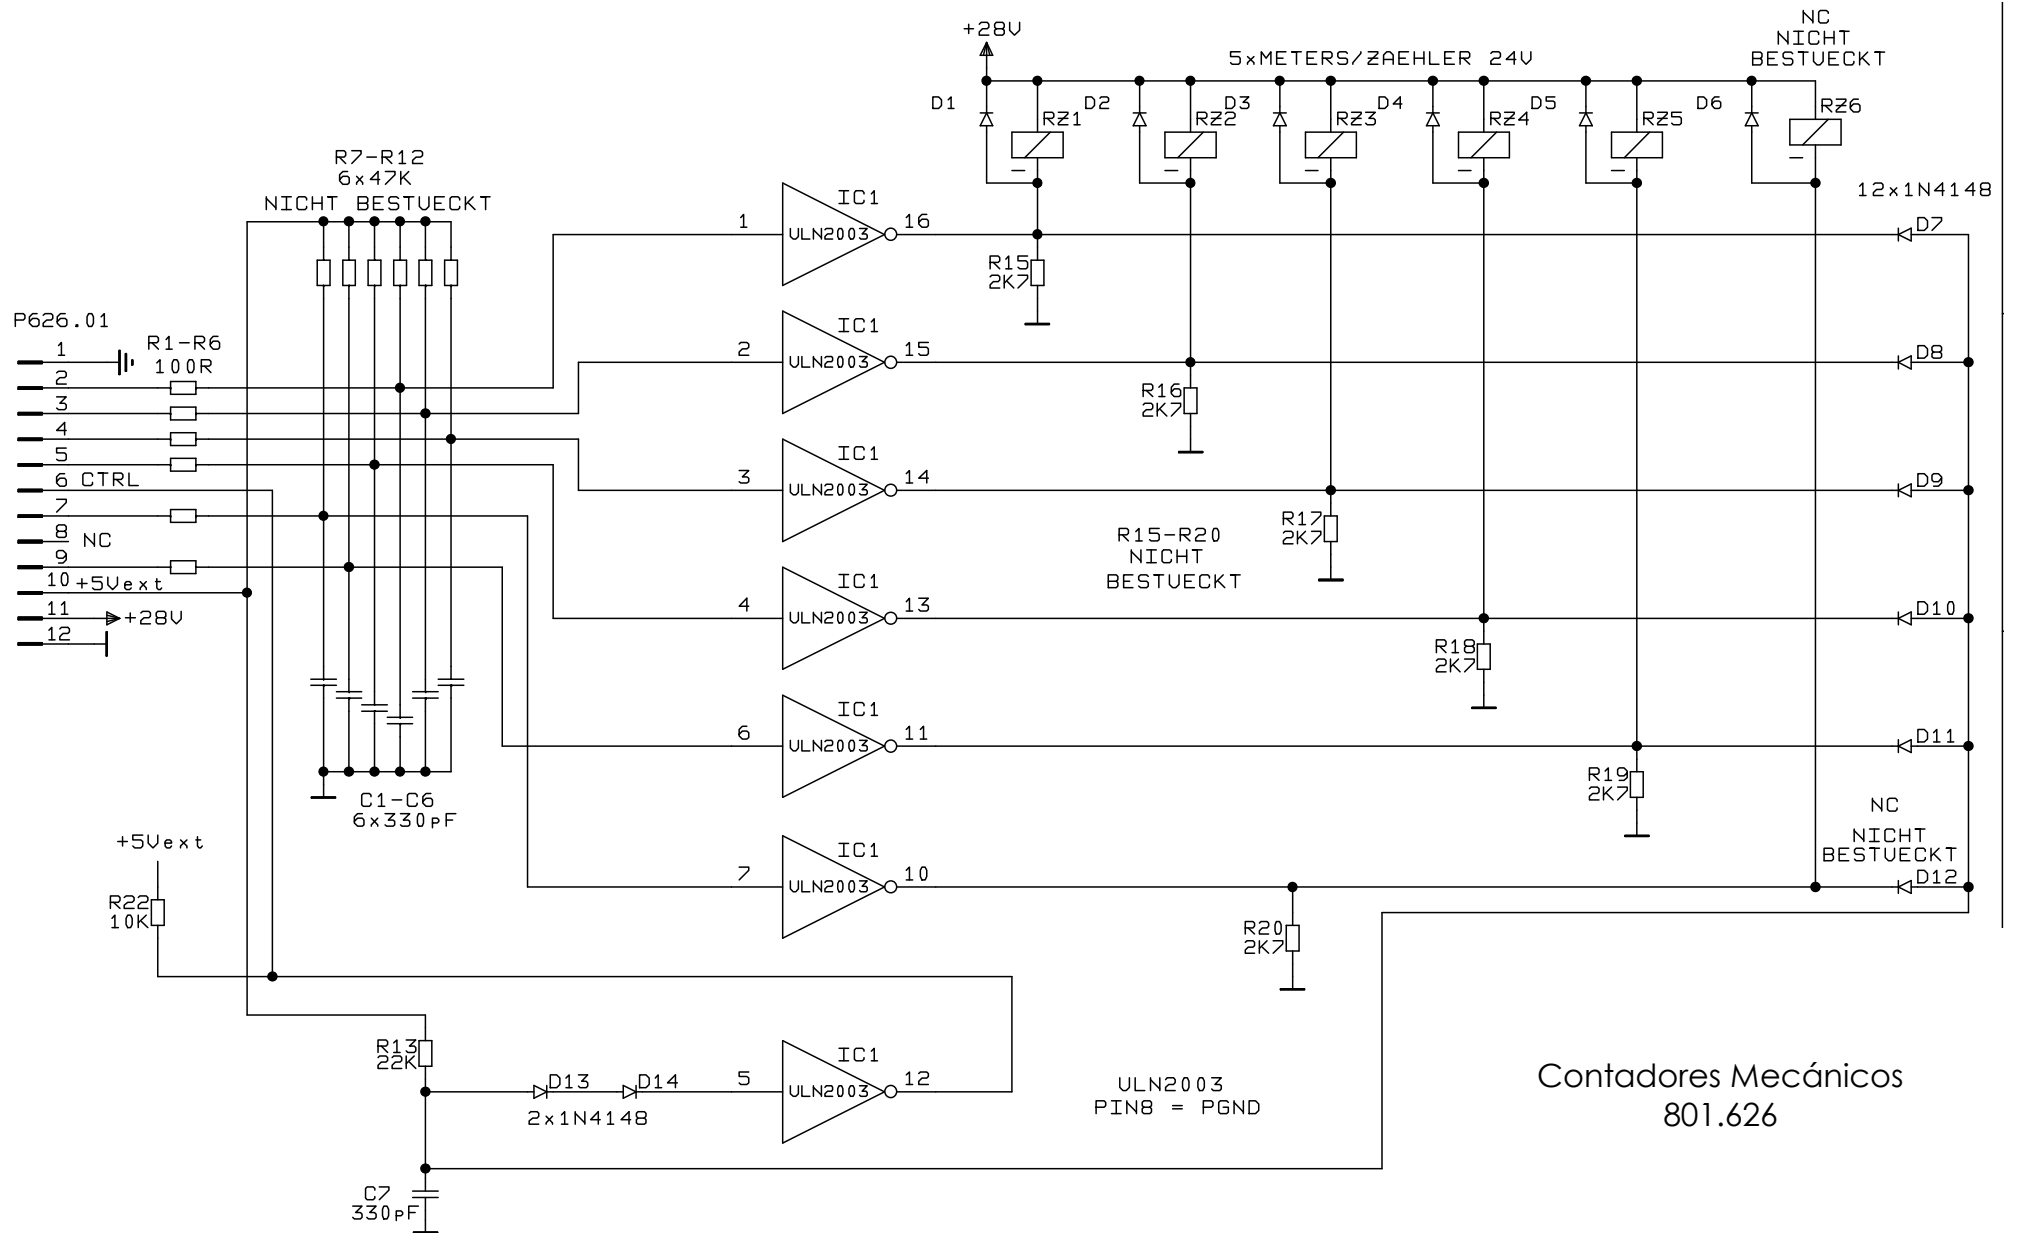 +28V
5xMETERS/ZAEHLER 24V
NC
NICHT
BESTUECKT
D1
RZ1
D2
RZ2
D3
RZ3
D4
RZ4
D5
RZ5
D6
RZ6
12x1N4148
R7-R12
6x47K
NICHT BESTUECKT
1
IC1
ULN2003
16
D7
R15
2K7
P626.01
1
2
3
4
5
6 CTRL
7
8 NC
9
10 +5Vext
11
+28V
12
R1-R6
100R
2
IC1
ULN2003
15
D8
R16
2K7
3
IC1
ULN2003
14
D9
R17
2K7
R15-R20
NICHT
BESTUECKT
4
IC1
ULN2003
13
D10
R18
2K7
6
IC1
ULN2003
11
D11
R19
2K7
C1-C6
6x330pF
NC
NICHT
BESTUECKT
7
IC1
ULN2003
10
D12
R20
2K7
+5Vext
R22
10K
R13
22K
D13
D14
2x1N4148
5
IC1
ULN2003
12
ULN2003
PIN8 = PGND
C7
330pF
Contadores Mecánicos
801.626